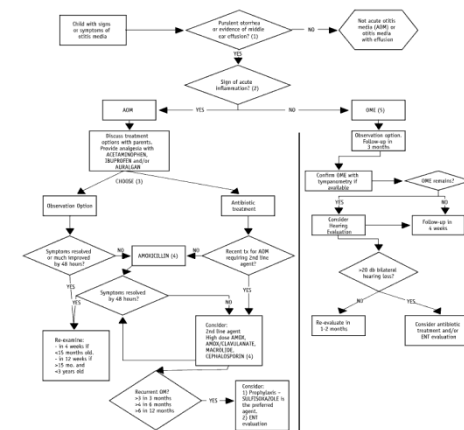 Child with signs
or symptoms of
otitis media
Purulent otorrhea
or evidence of middle
ear effusion? (1)
NO
Not acute otitis
media (AOM) or
otitis media
with effusion
YES
Sign of acute
inflammation? (2)
AOM
YES
NO
OME (5)
Discuss treatment
options with parents.
Provide analgesia with
ACETAMINOPHEN,
IBUPROFEN and/or
AURALGAN
CHOOSE (3)
Observation Option
Antibiotic
treatment
Symptoms resolved
or much improved
by 48 hours?
NO
AMOXICILLIN (4)
NO
Recent tx for AOM
requiring 2nd line
agent?
YES
YES
Symptoms resolved
by 48 hours?
NO
YES
Re-examine:
- in 4 weeks if
<15 months old.
- in 12 weeks if
>15 mo. and
<3 years old
Consider:
2nd line agent
High dose AMOX,
AMOX/CLAVULANATE,
MACROLIDE,
CEPHALOSPORIN (4)
Recurrent OM?
>3 in 3 months
>4 in 6 months
>6 in 12 months
YES
Consider:
1) Prophylaxis -
SULFISOXAZOLE is
the preferred
agent.
2) ENT
evaluation
Observation option.
Follow-up in
3 months
Confirm OME with
tympanometry if
available
OME remains?
YES
NO
Consider
Hearing
Evaluation
Follow-up in
>20 db bilateral
hearing loss?
NO
YES
Re-evaluate in
1-2 months
Consider antibiotic
treatment and/or
ENT evaluation